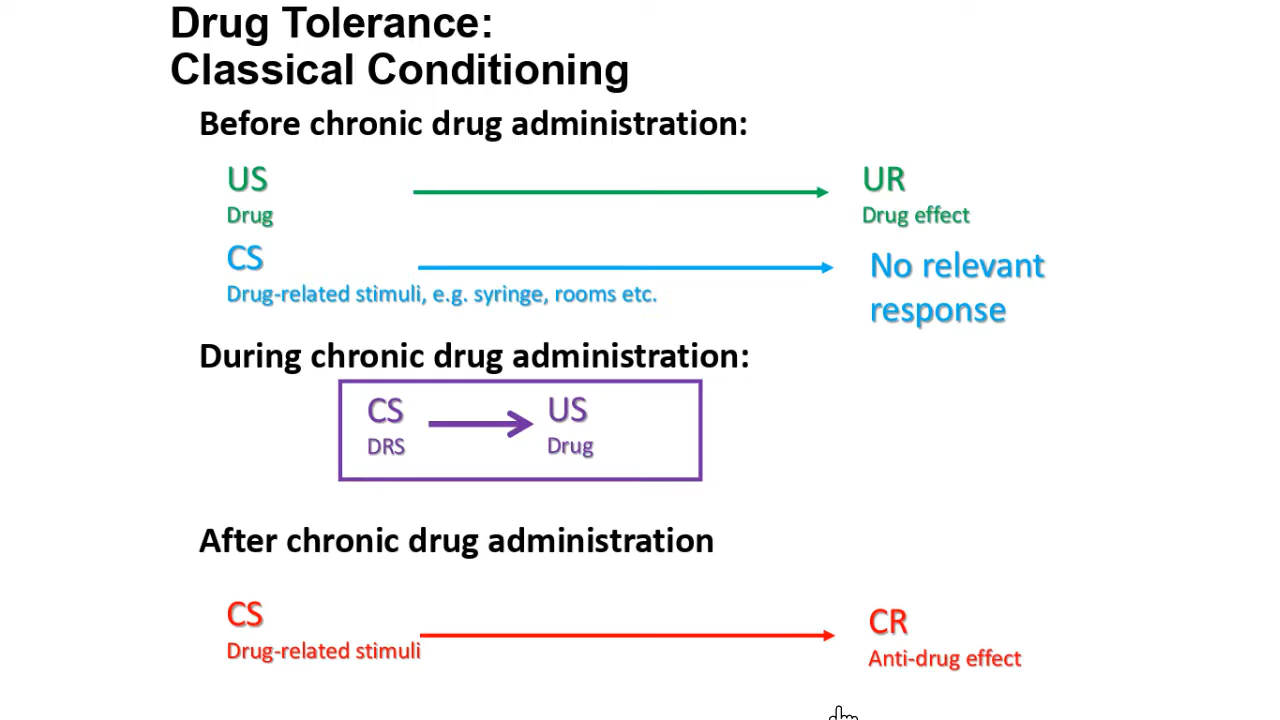 Drug Tolerance:
Classical Conditioning
Before chronic drug administration:
US
UR
Drug
Drug effect
CS
No relevant
Drug-related stimuli, e.g. syringe, rooms etc.
response
During chronic drug administration:
CS
US
DRS
Drug
After chronic drug administration
CS
CR
Drug-related stimuli
Anti-drug effect